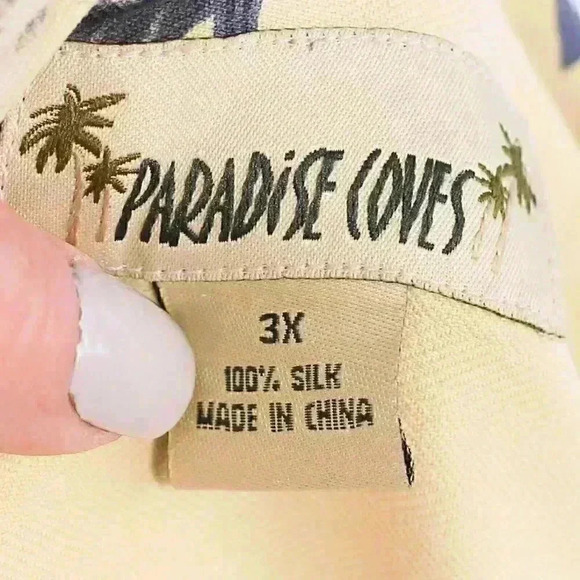 PARADiSE COVES
3X
100% SILK
MADE IN CHINA